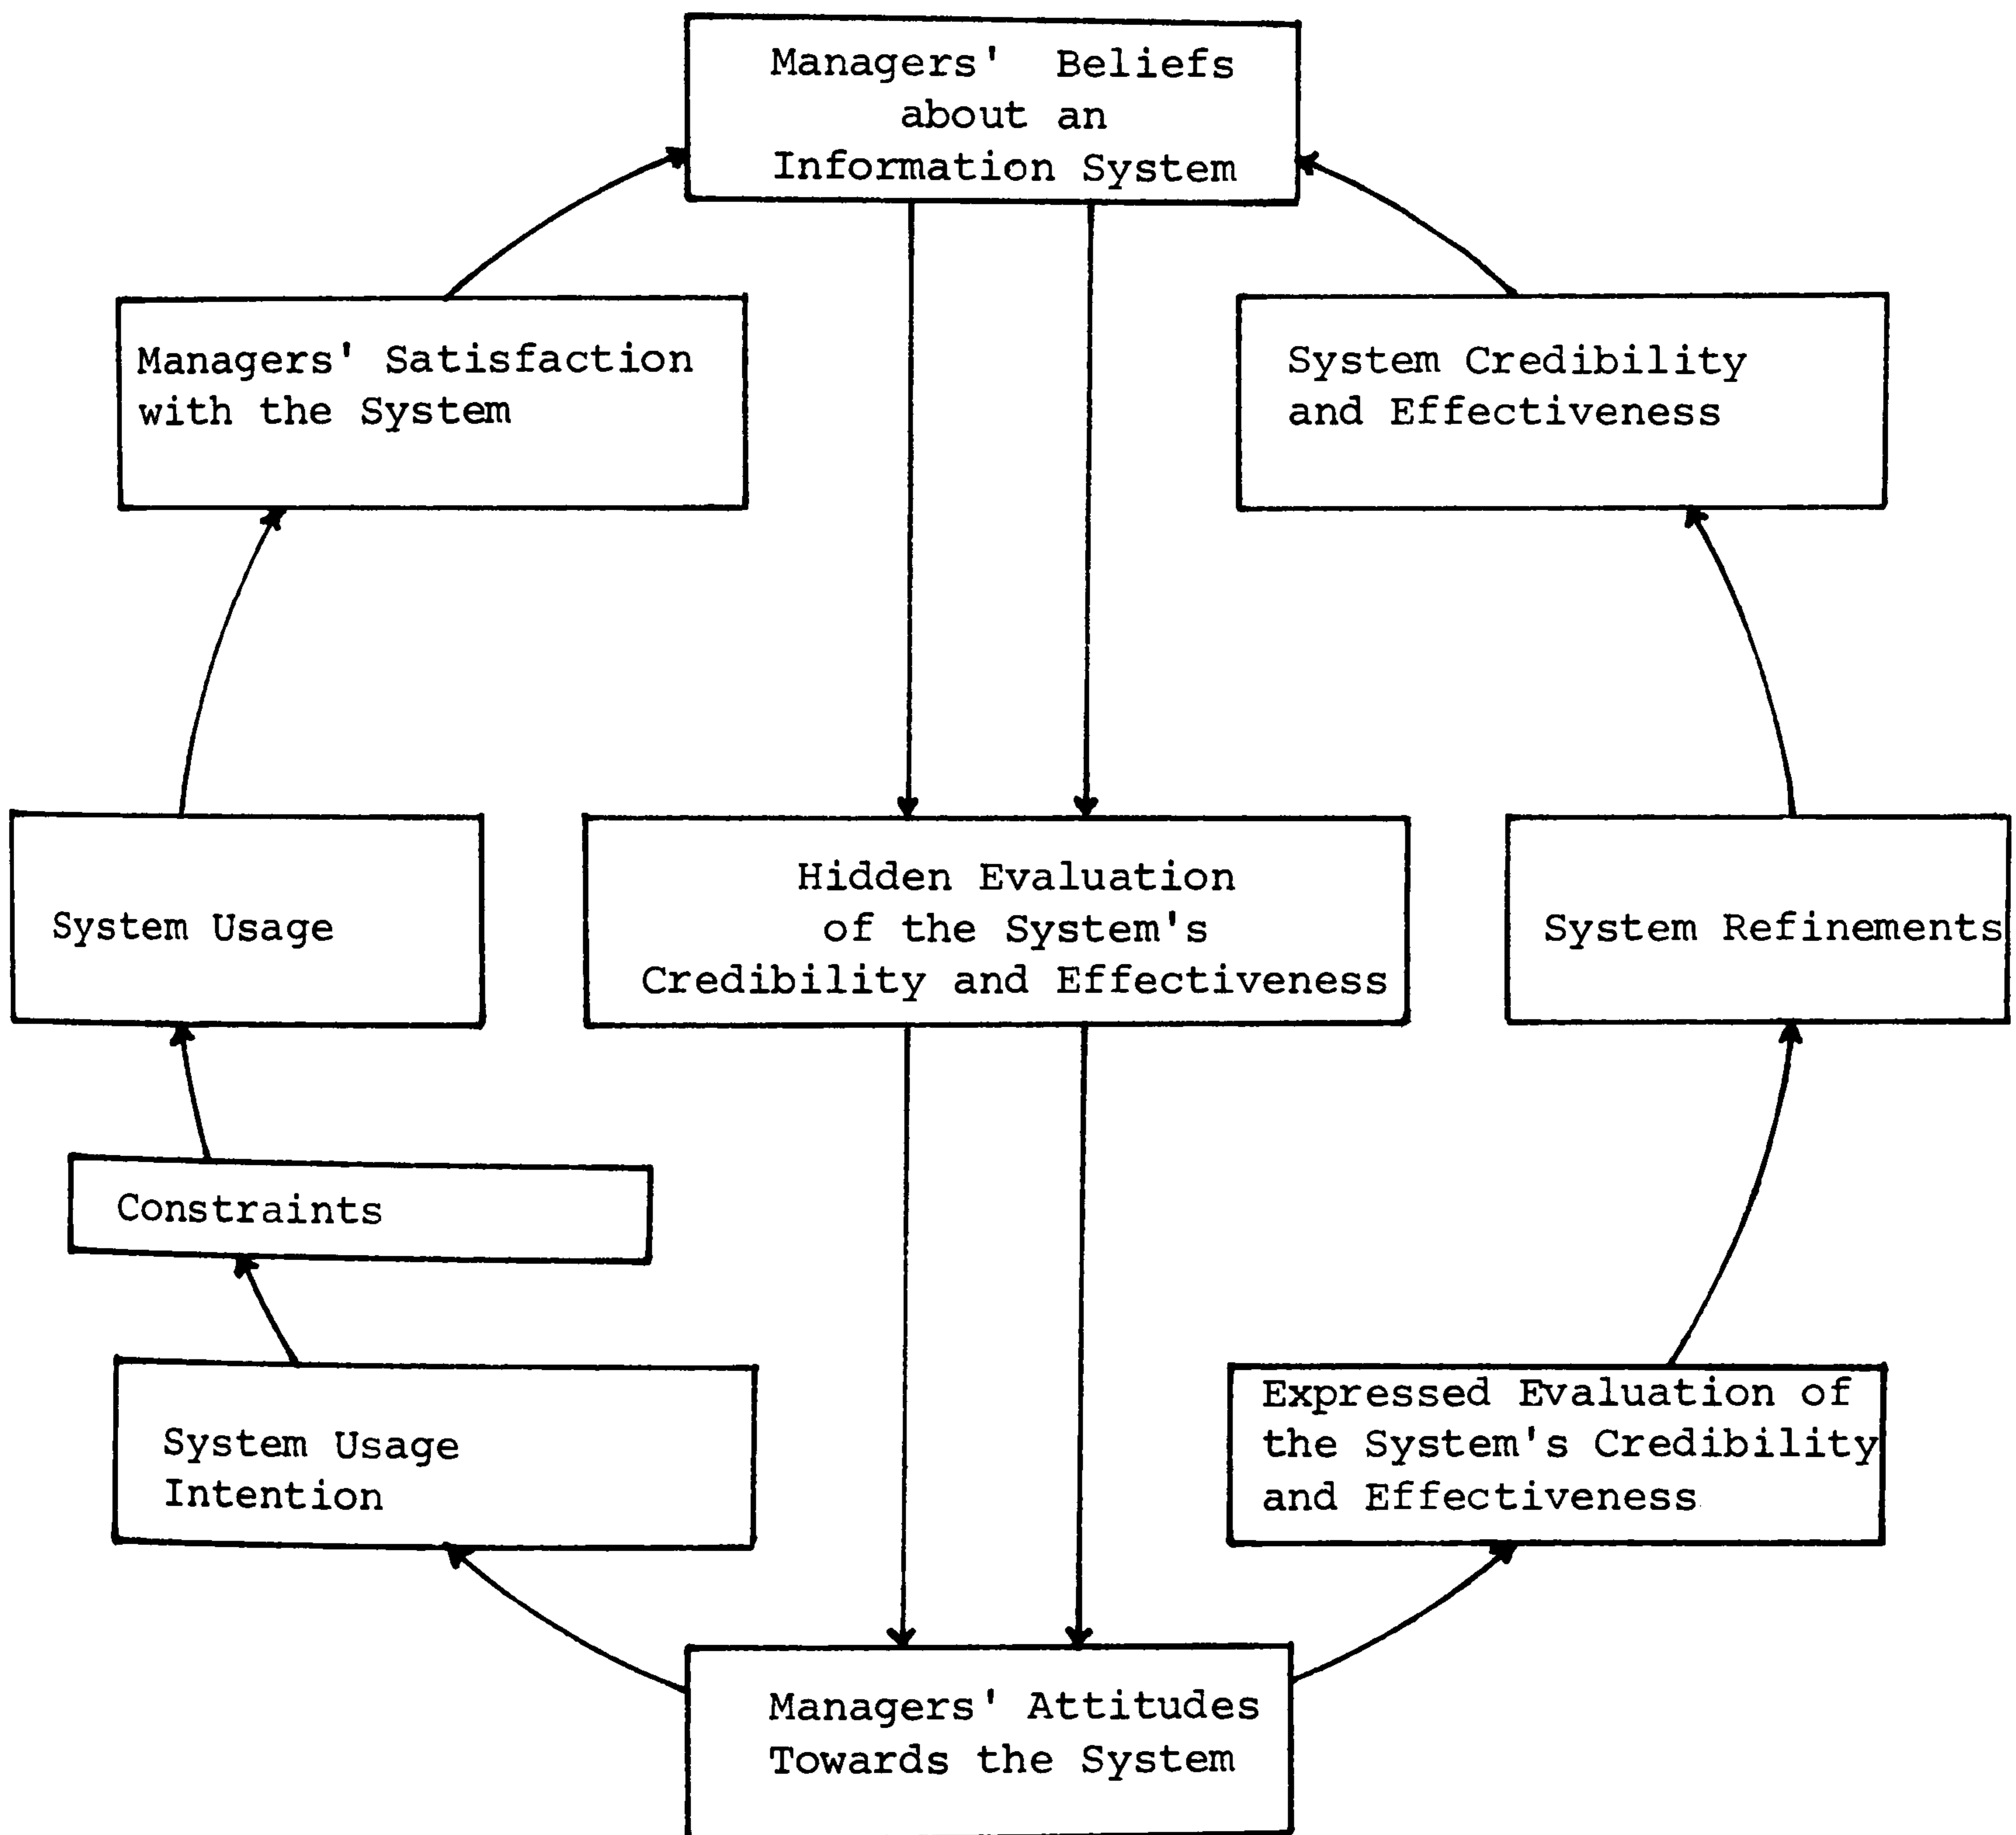 Managers' Beliefs
about an
Information System
Managers' Satisfaction
with the System
System Credibility
and Effectiveness
System Usage
Hidden Evaluation
of the System's
Credibility and Effectiveness
System Refinements
Constraints
System Usage
Intention
Expressed Evaluation of
the System's Credibility
and Effectiveness
Managers' Attitudes
Towards the System